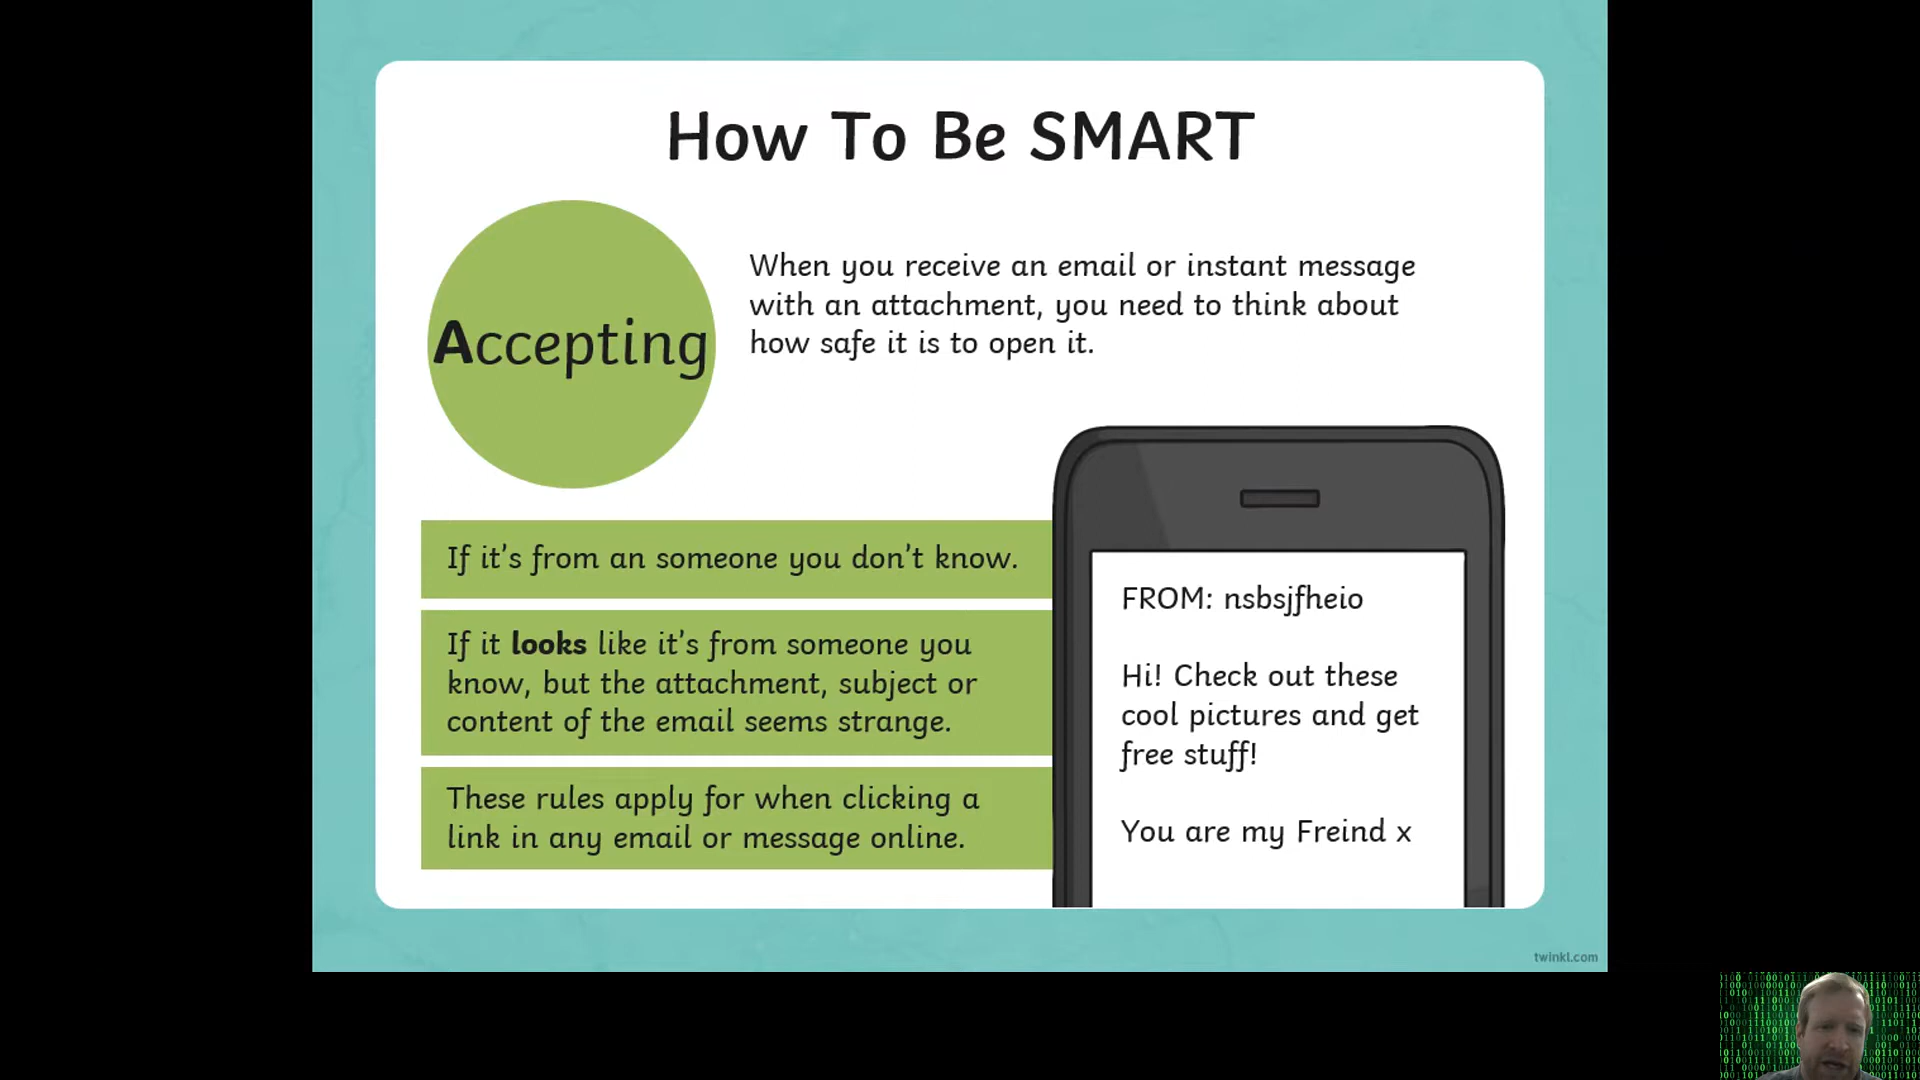 How To Be SMART
Accepting
When you receive an email or instant message
with an attachment, you need to think about
how safe it is to open it.
If it's from an someone you don't know.
If it looks like it's from someone you
know, but the attachment, subject or
content of the email seems strange.
These rules apply for when clicking a
link in any email or message online.
FROM: nsbsjfheio
Hi! Check out these
cool pictures and get
free stuff!
You are my Freind x
twinkl.com